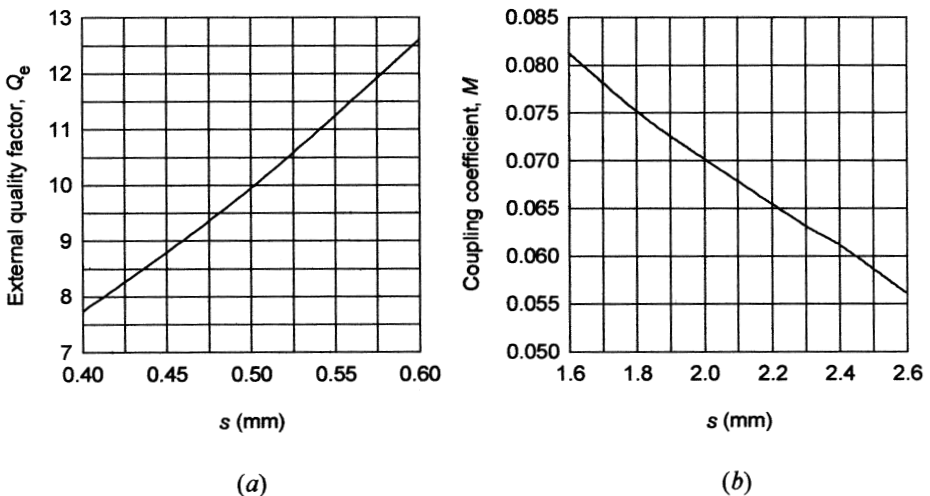 External quality factor, Qe
13
12
11
10
9
8
7
0.40 0.45 0.50 0.55 0.60
s (mm)
(a)
Coupling coefficient, M
0.085
0.080
0.075
0.070
0.065
0.060
0.055
0.050
1.6 1.8 2.0 2.2 2.4 2.6
s (mm)
(b)